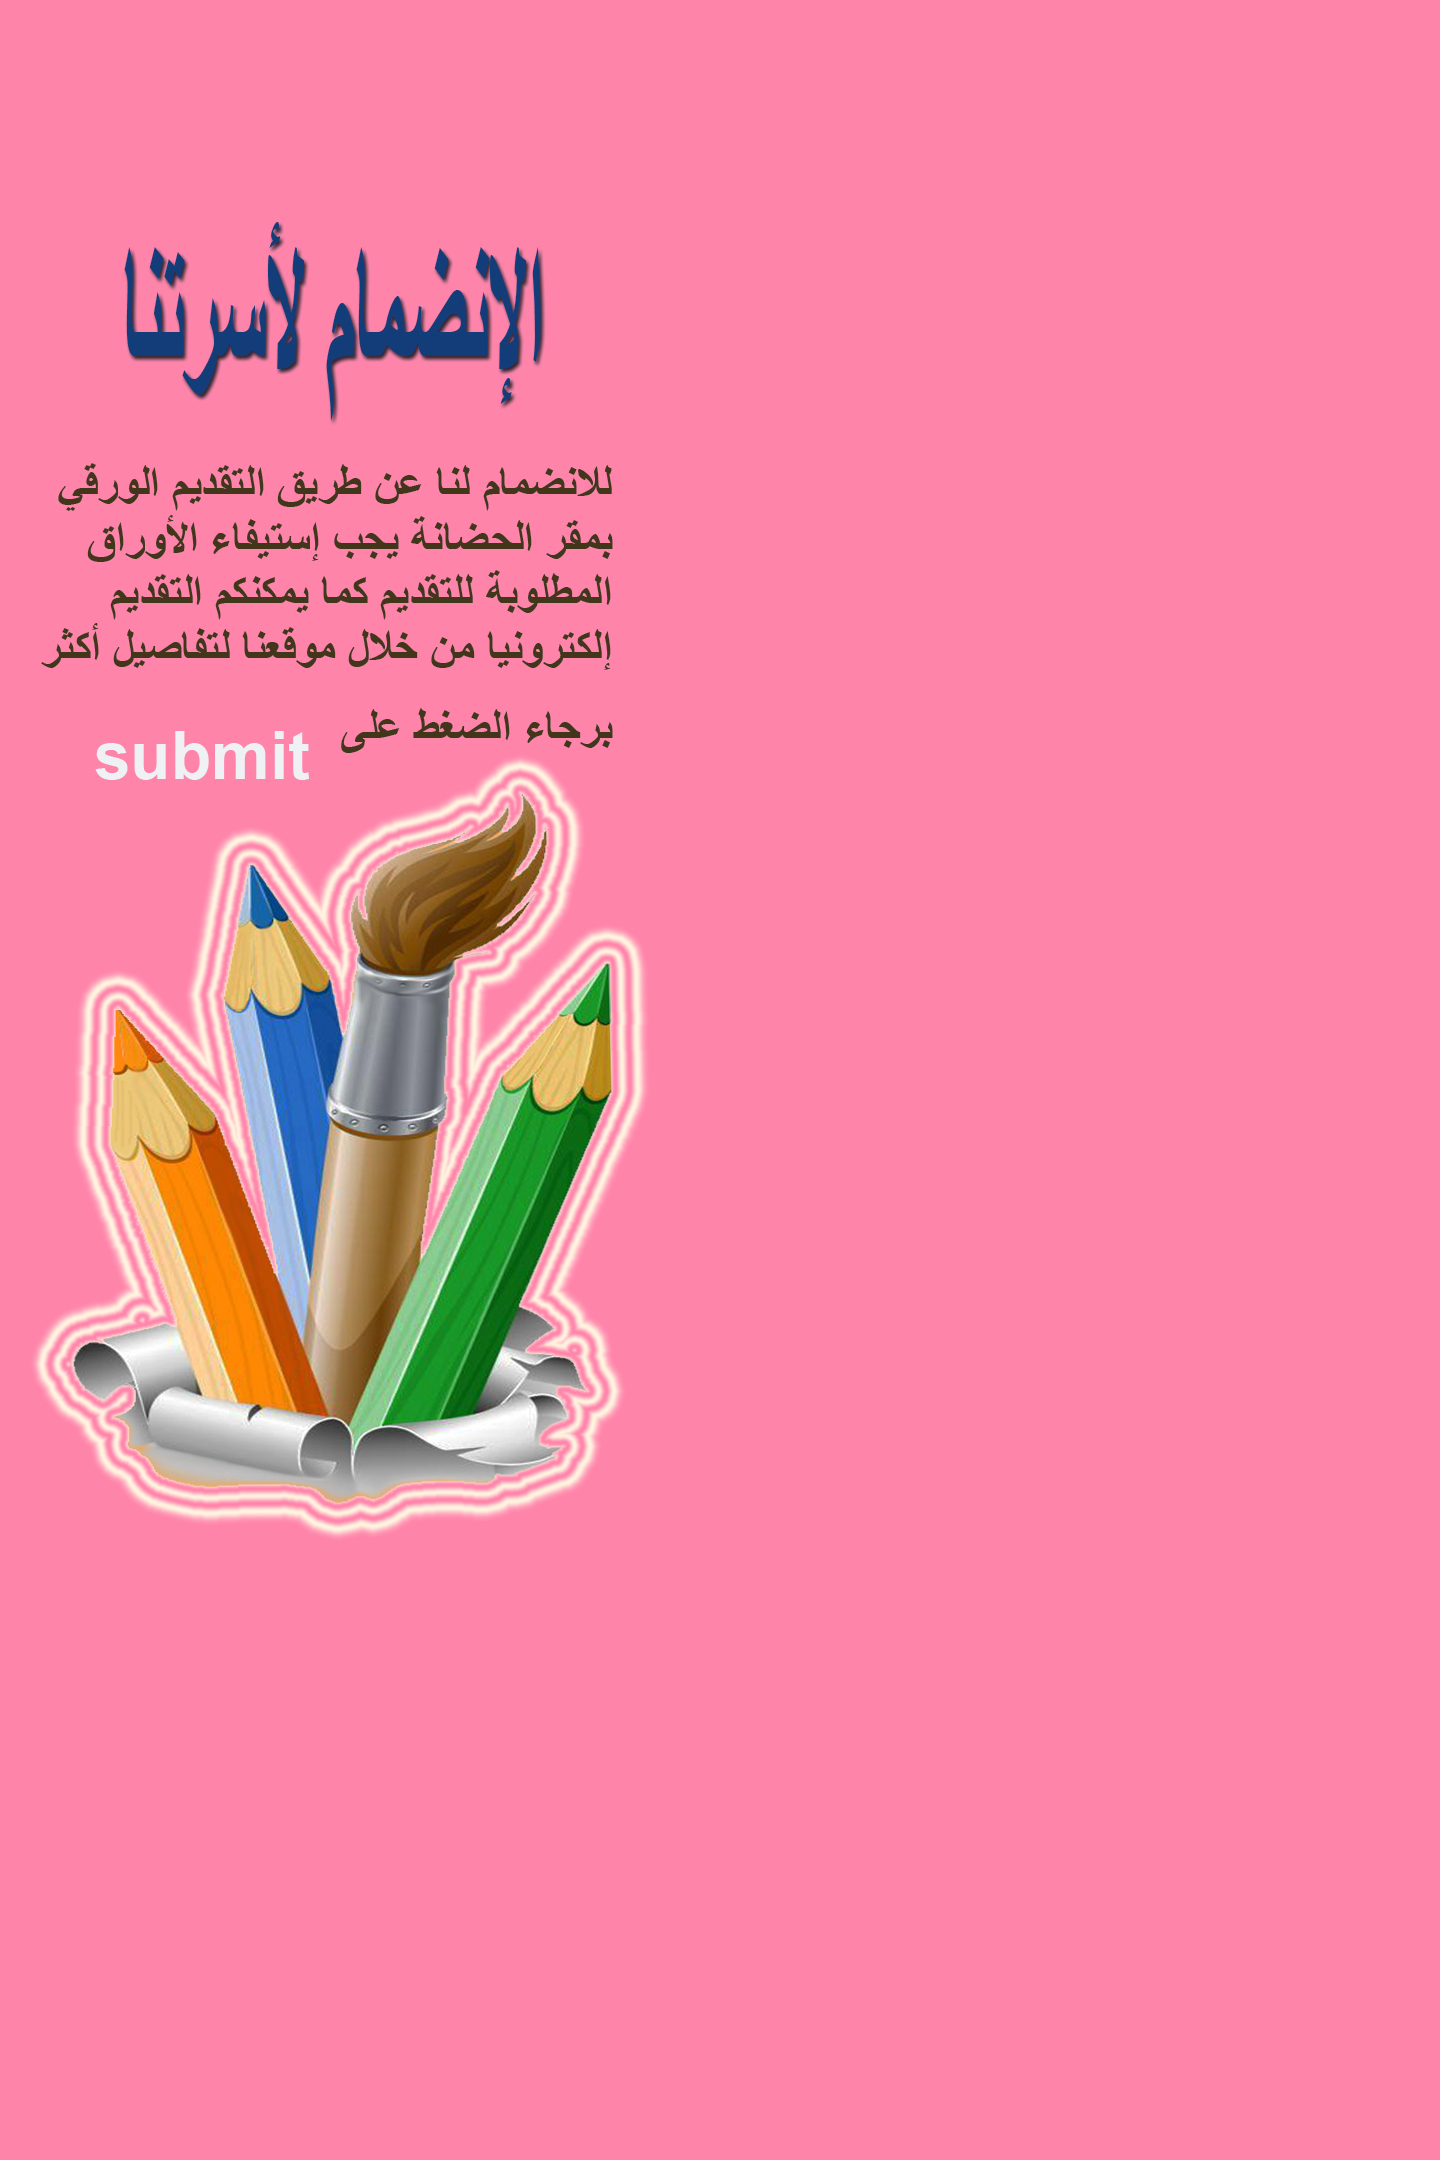 الإنضمام لأسرتنا
للانضمام لنا عن طريق التقديم الورقي
بمقر الحضانة يجب إستيفاء الأوراق
المطلوبة للتقديم كما يمكنكم التقديم
إلكترونيا من خلال موقعنا لتفاصيل أكثر
برجاء الضغط على submit